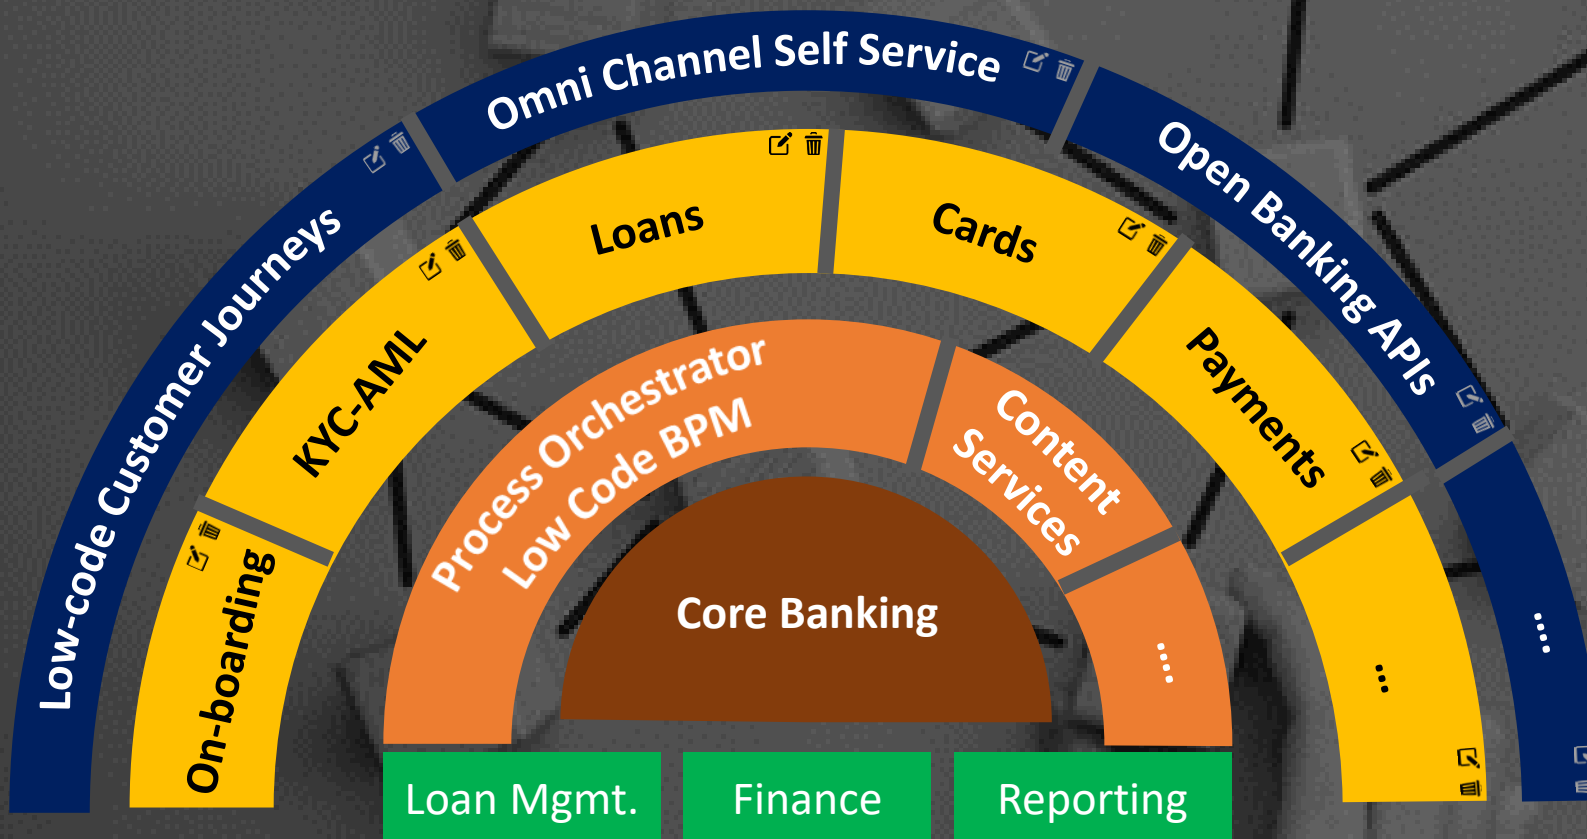 Low-code Customer Journeys
Omni Channel Self Service
Open Banking APIs
....
On-boarding
KYC-AML
Loans
Cards
Payments
...
Process Orchestrator
Low Code BPM
Content
Services
....
Core Banking
Loan Mgmt.
Finance
Reporting